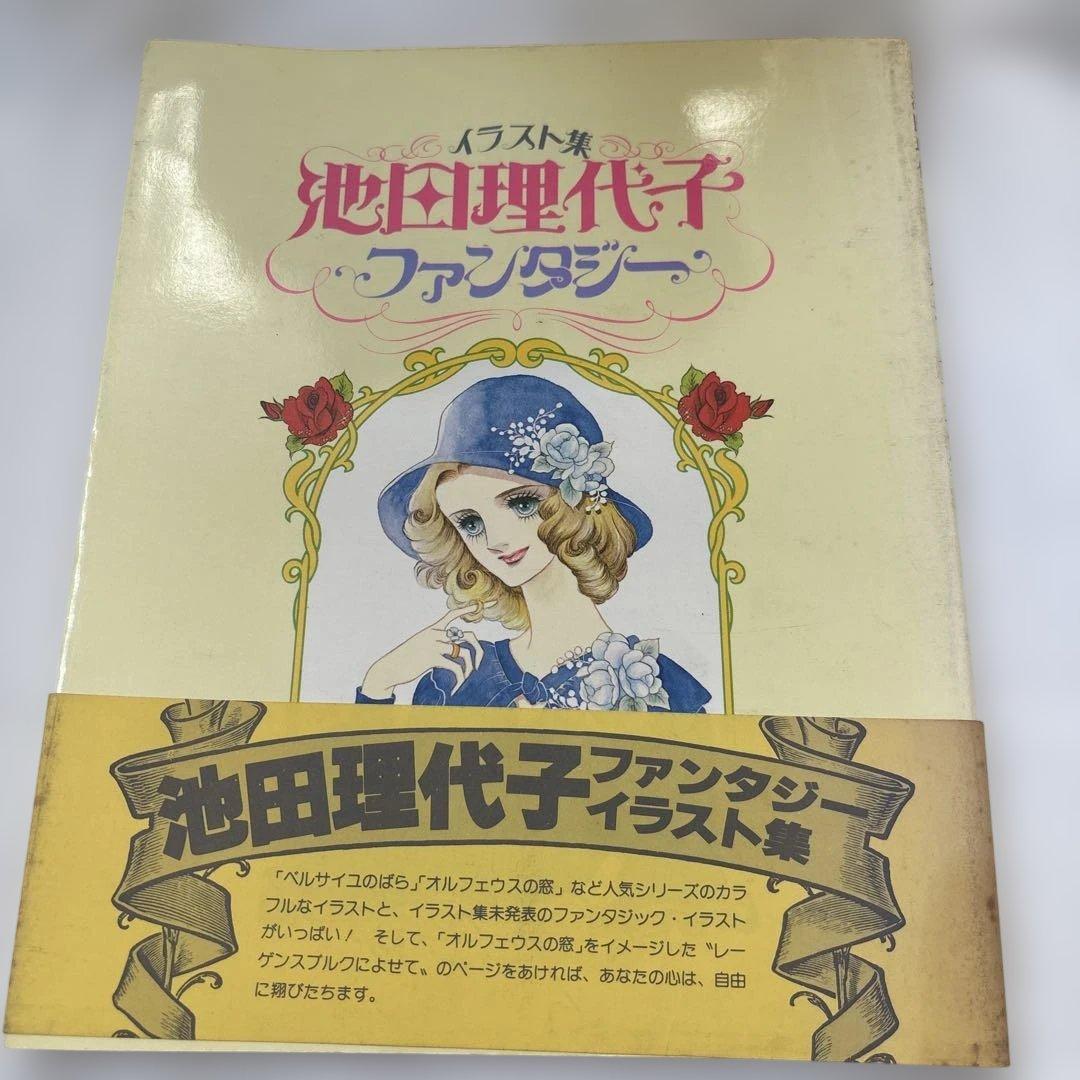 イラスト集
池田理代子
ファンタジー
池田理代子ファンタジー
イラスト集
「ベルサイユのばら」「オルフェウスの窓」など人気シリーズのカラ
フルなイラストと、イラスト集未発表のファンタジック・イラスト
がいっぱい! そして、「オルフェウスの窓」をイメージした〝レー
ゲンスブルクによせて〟のページをあければ、あなたの心は、自由
に翔びたちます。